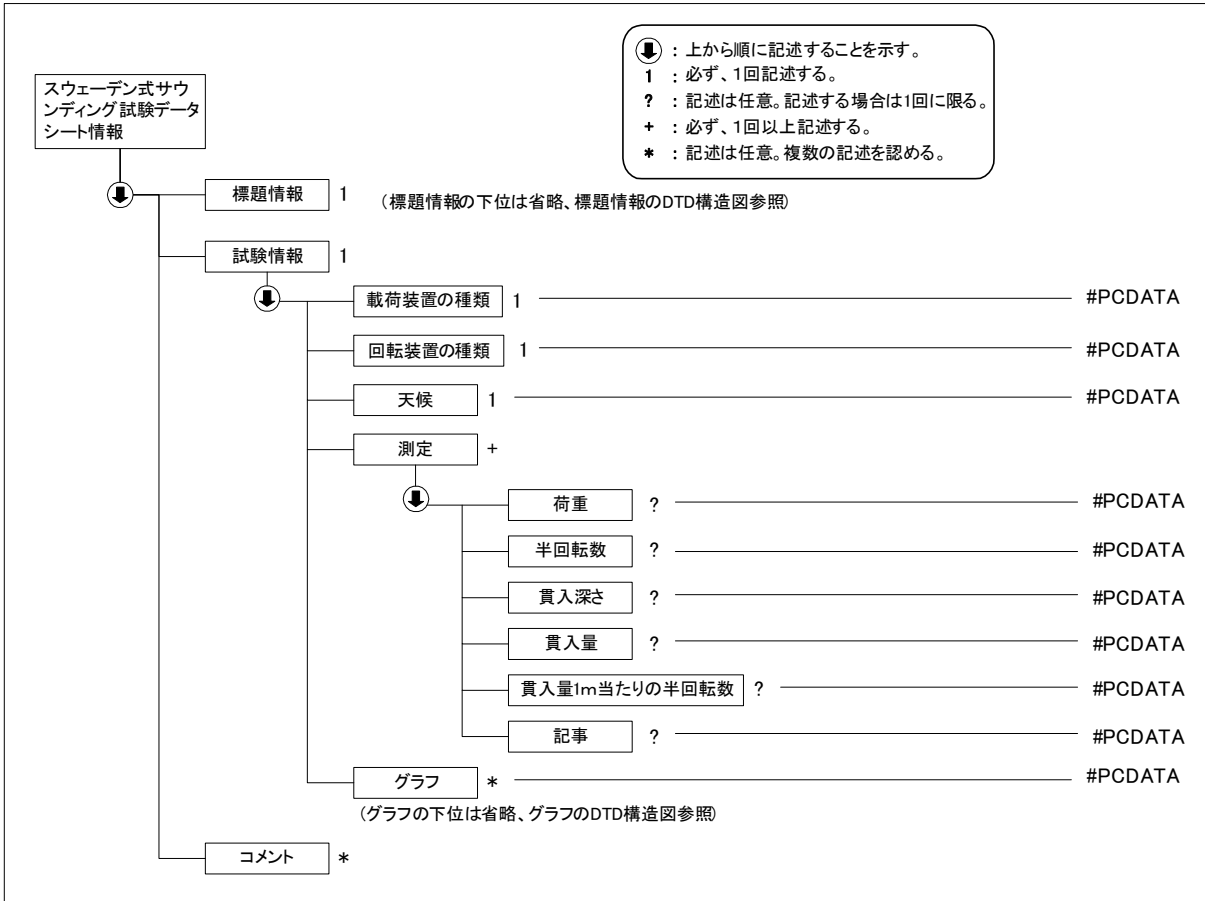 ⬇ : 上から順に記述することを示す。
1 : 必ず、1回記述する。
? : 記述は任意。記述する場合は1回に限る。
+ : 必ず、1回以上記述する。
* : 記述は任意。複数の記述を認める。
スウェーデン式サウ
ンディング試験データ
シート情報
標題情報 1 (標題情報の下位は省略、標題情報のDTD構造図参照)
試験情報 1
載荷装置の種類 1 #PCDATA
回転装置の種類 1 #PCDATA
天候 1 #PCDATA
測定 +
荷重 ? #PCDATA
半回転数 ? #PCDATA
貫入深さ ? #PCDATA
貫入量 ? #PCDATA
貫入量1m当たりの半回転数 ? #PCDATA
記事 ? #PCDATA
グラフ * #PCDATA
(グラフの下位は省略、グラフのDTD構造図参照)
コメント *